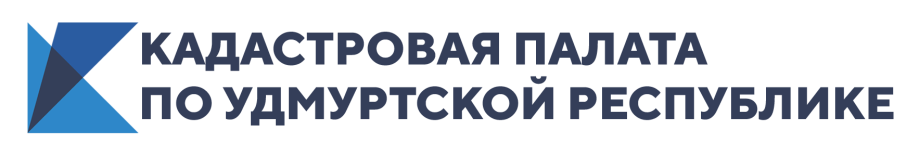 КАДАСТРОВАЯ ПАЛАТА
ПО УДМУРТСКОЙ РЕСПУБЛИКЕ